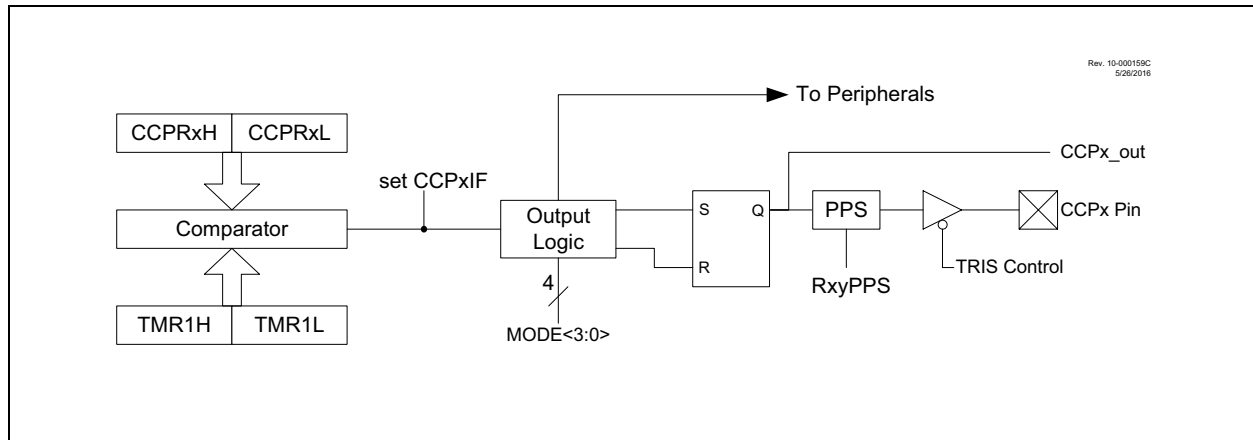 Rev. 10-000159C
5/26/2016
To Peripherals
CCPRxH CCPRxL
CCPx_out
set CCPxIF
S Q
PPS
CCPx Pin
Comparator
Output
Logic
R
TRIS Control
RxyPPS
4
TMR1H TMR1L
MODE<3:0>